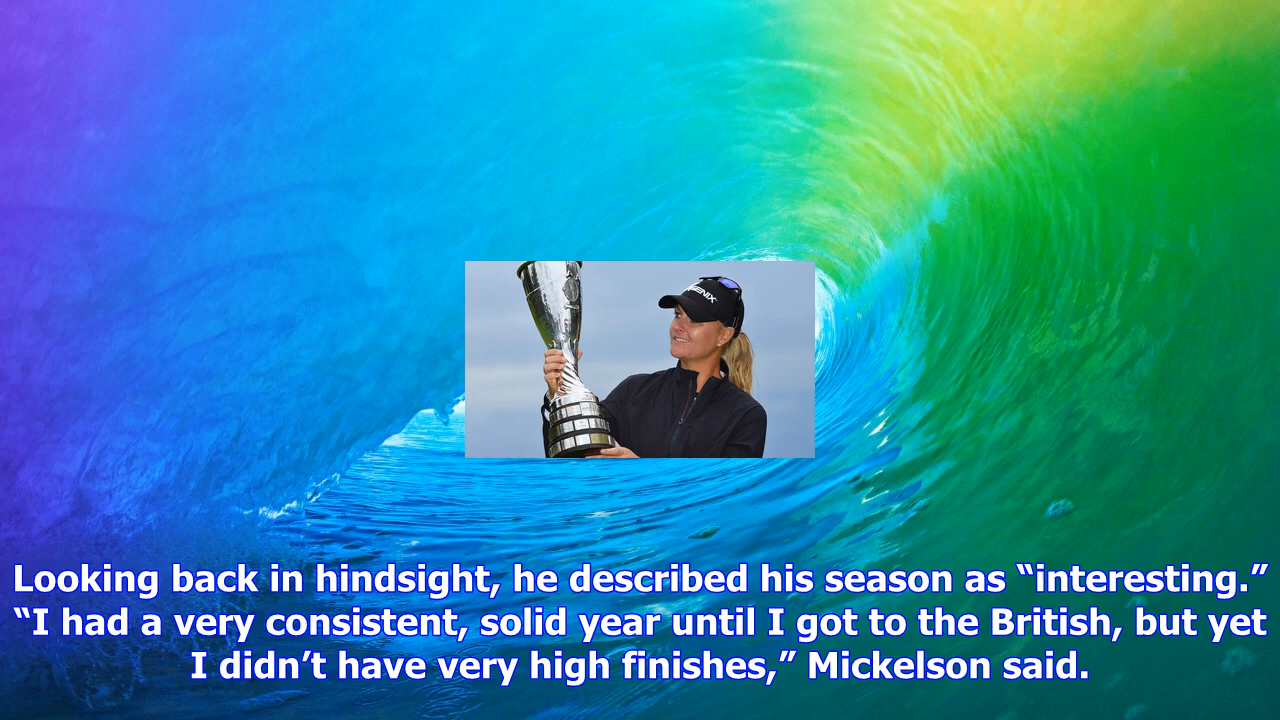 Looking back in hindsight, he described his season as “interesting.”
“I had a very consistent, solid year until I got to the British, but yet
I didn’t have very high finishes,” Mickelson said.